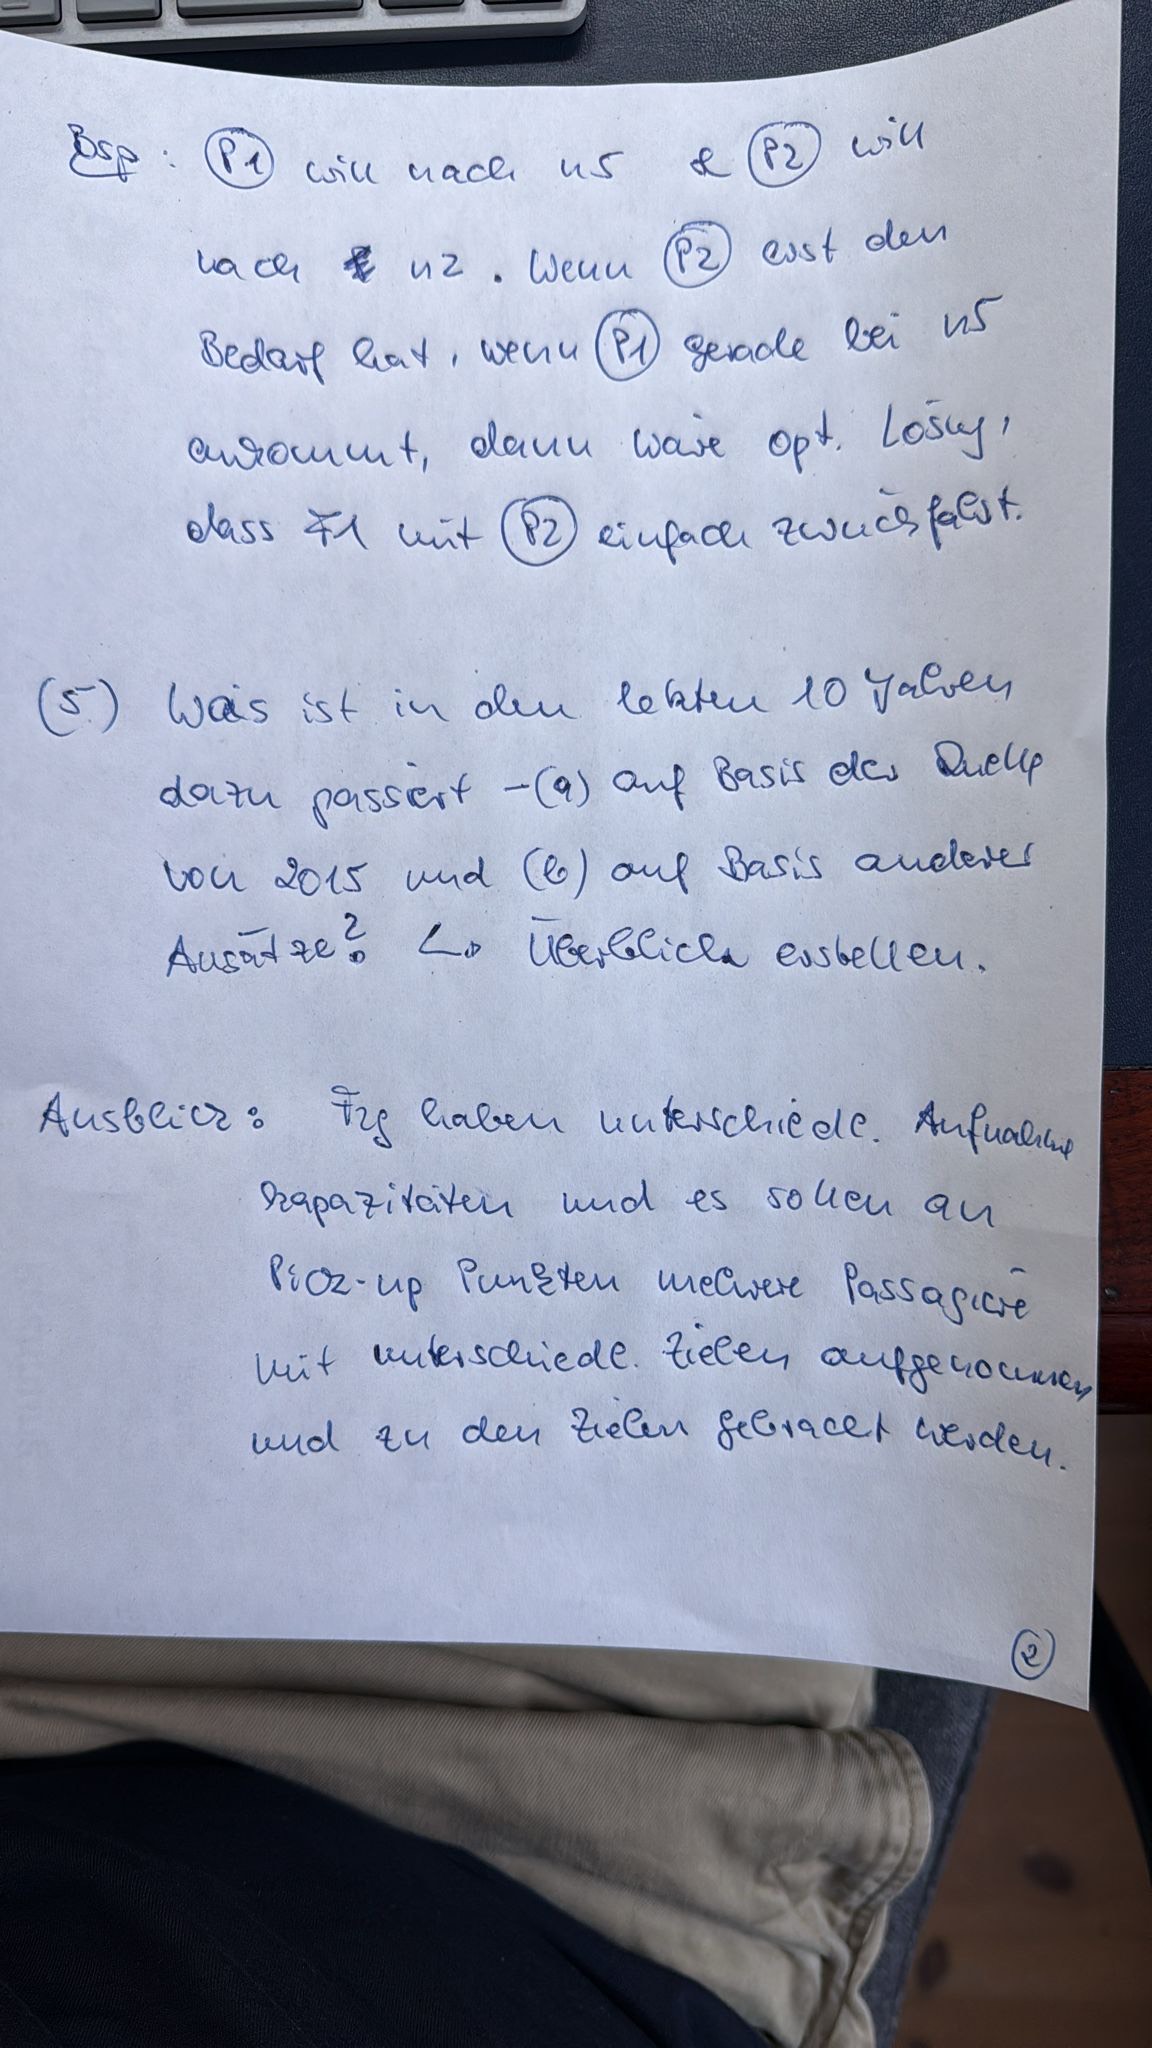 Bsp: P1 will nach n5 & P2 will
nach n2. Wenn P2 erst den
Bedarf hat, wenn P1 gerade bei n5
ankommt, dann wäre opt. Lösung,
dass F1 mit P2 einfach zurückfährt.
(5.) Was ist in den letzten 10 Jahren
dazu passiert - (a) auf Basis der Quelle
von 2015 und (b) auf Basis anderer
Ansätze? ↳ Überblick erstellen.
Ausblick: Fzg haben unterschiedl. Aufnahme
kapazitäten und es sollen an
Pick-up Punkten mehrere Passagiere
mit unterschiedl. Zielen aufgenommen
und zu den Zielen gebracht werden.
2